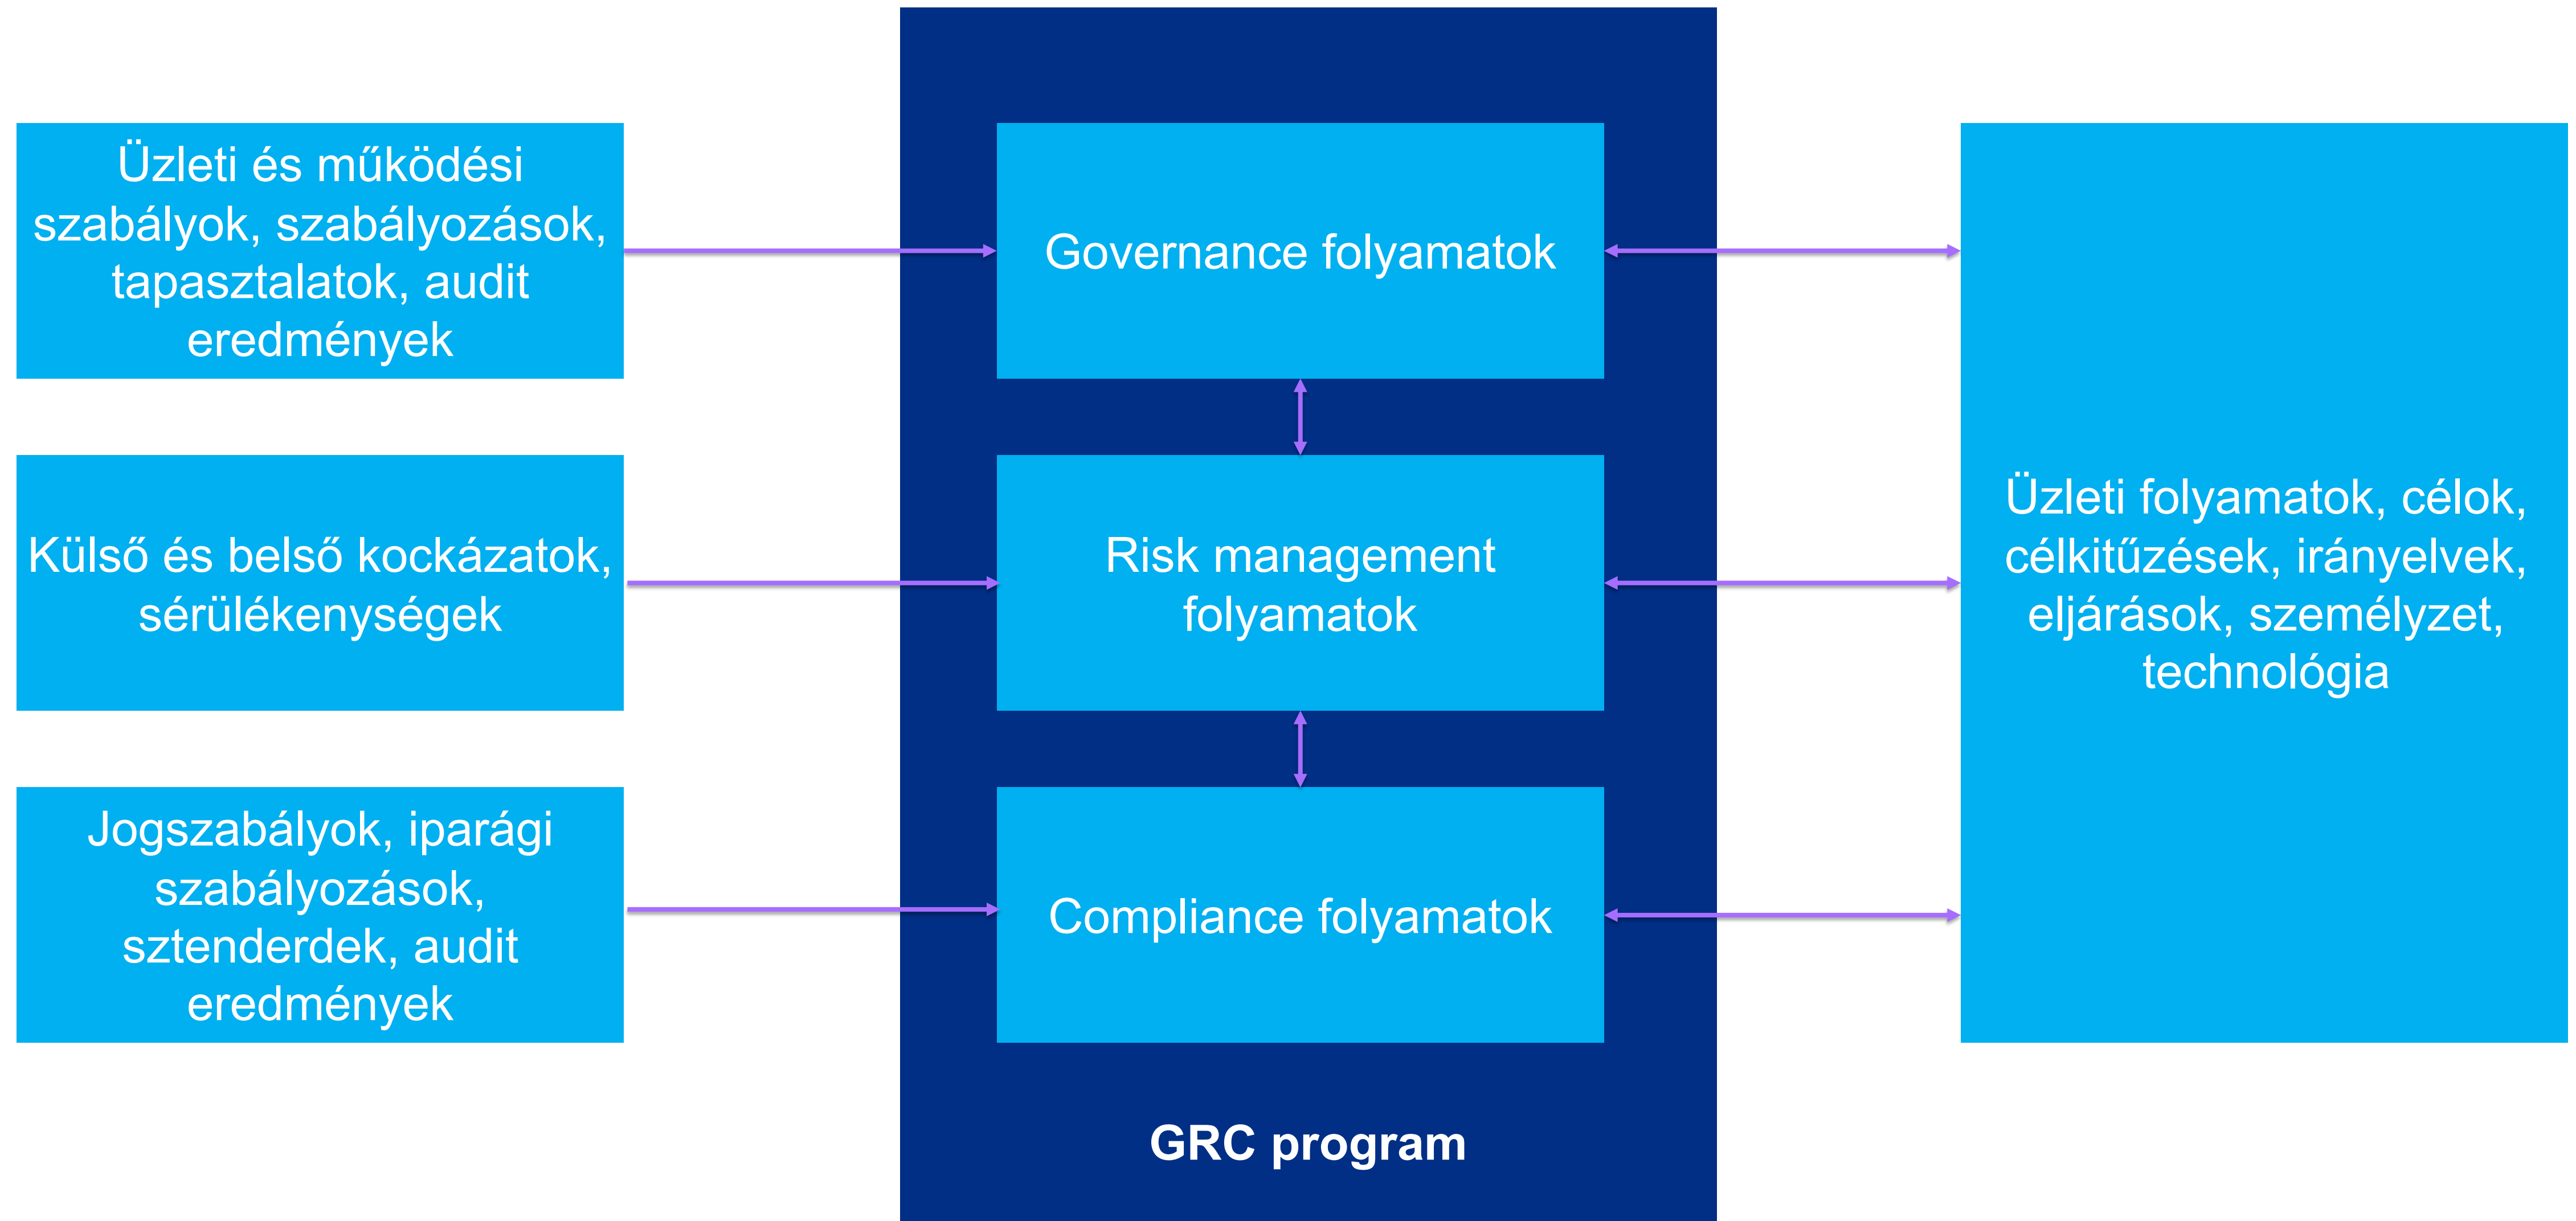 Üzleti és működési
szabályok, szabályozások,
tapasztalatok, audit
eredmények
Governance folyamatok
Külső és belső kockázatok,
sérülékenységek
Risk management
folyamatok
Jogszabályok, iparági
szabályozások,
sztenderdek, audit
eredmények
Compliance folyamatok
Üzleti folyamatok, célok,
célkitűzések, irányelvek,
eljárások, személyzet,
technológia
GRC program